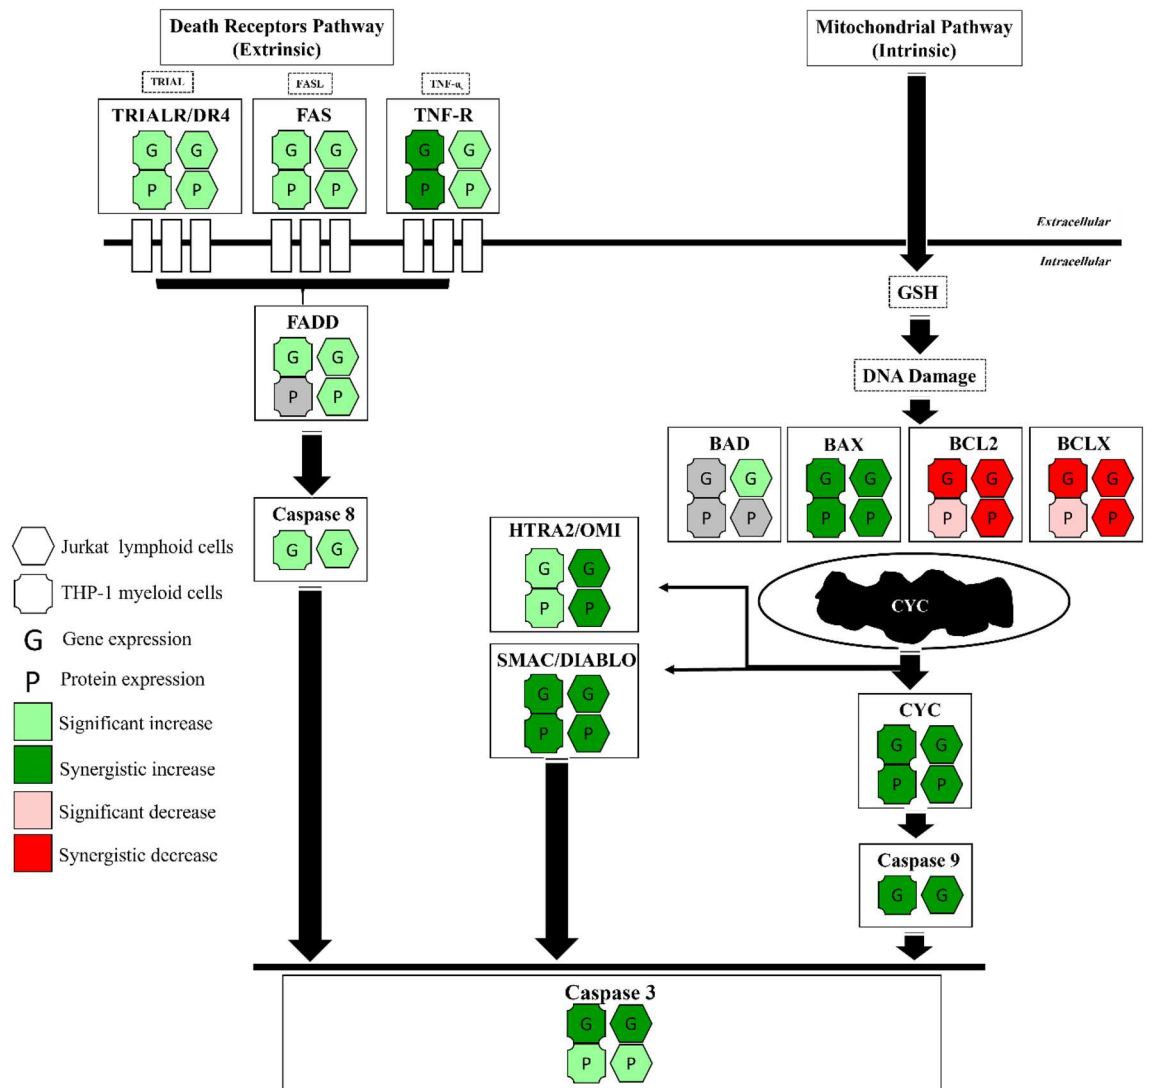 Death Receptors Pathway
(Extrinsic)
Mitochondrial Pathway
(Intrinsic)
TRIAL
FASL
TNF-α
TRIALR/DR4
FAS
TNF-R
G G
G G
G G
P P
P P
P P
Extracellular
Intracellular
GSH
FADD
G G
P P
DNA Damage
BAD
BAX
BCL2
BCLX
G G
G G
G G
G G
P P
P P
P P
P P
Caspase 8
G G
HTRA2/OMI
G G
P P
CYC
SMAC/DIABLO
G G
P P
CYC
G G
P P
Caspase 9
G G
Jurkat lymphoid cells
THP-1 myeloid cells
G Gene expression
P Protein expression
Significant increase
Synergistic increase
Significant decrease
Synergistic decrease
Caspase 3
G G
P P